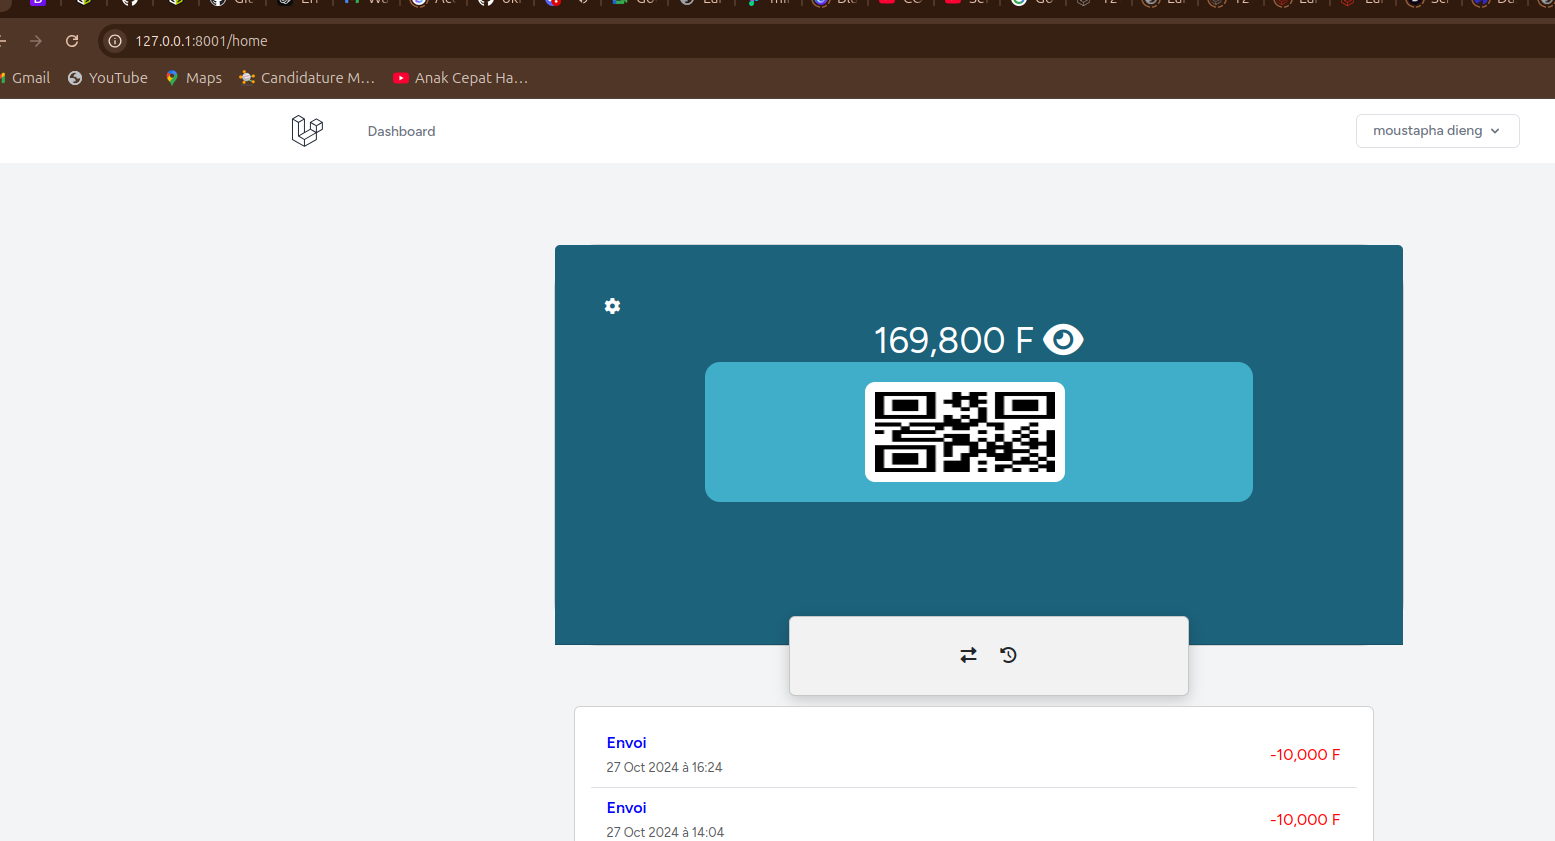 127.0.0.1:8001/home
Gmail YouTube Maps Candidature M... Anak Cepat Ha...
Dashboard moustapha dieng
169,800 F
Envoi
27 Oct 2024 à 16:24
-10,000 F
Envoi
27 Oct 2024 à 14:04
-10,000 F